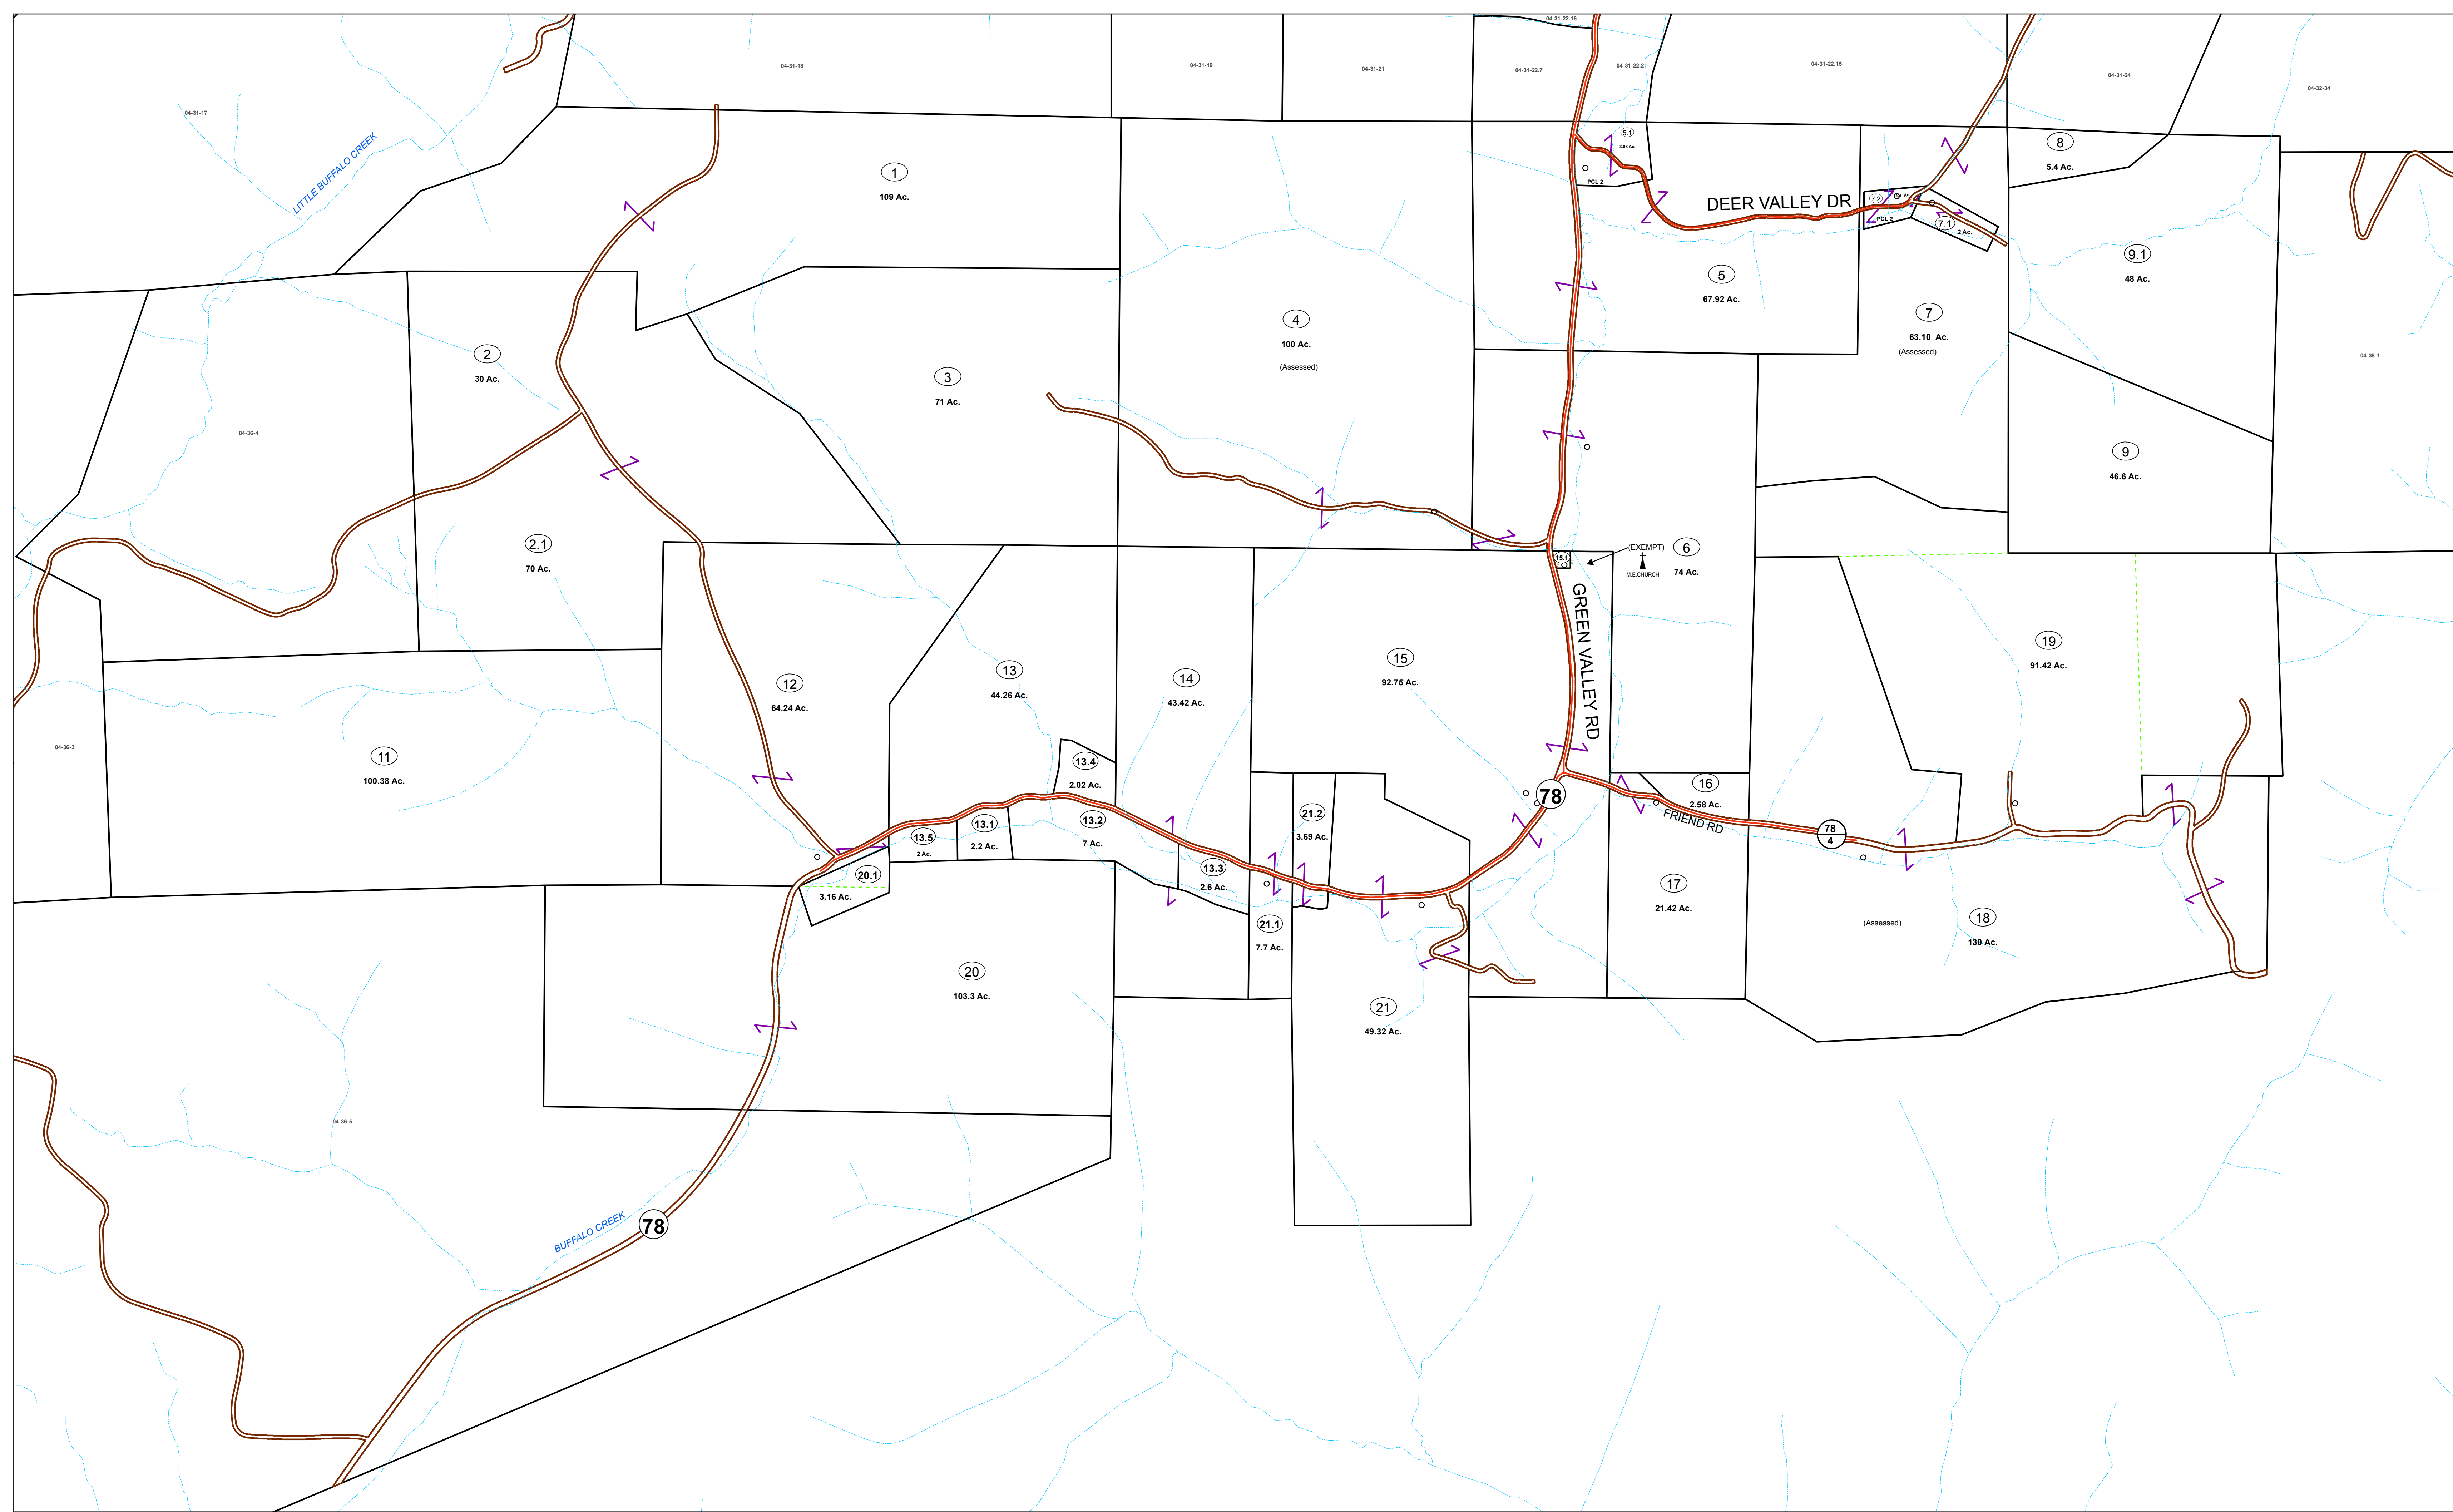 04-31-22.16
04-31-18
04-31-19
04-31-21
04-31-22.7
04-31-22.2
04-31-22.15
04-31-24
04-32-34
04-31-17
LITTLE BUFFALO CREEK
1
109 Ac.
5.1
3.88 Ac.
PCL 2
8
5.4 Ac.
DEER VALLEY DR
7.2
PCL 2
7.1
2 Ac.
9.1
48 Ac.
5
67.92 Ac.
4
100 Ac.
(Assessed)
7
63.10 Ac.
(Assessed)
2
30 Ac.
3
71 Ac.
04-38-1
04-36-4
9
46.6 Ac.
2.1
70 Ac.
15.1
(EXEMPT)
M.E.CHURCH
6
74 Ac.
GREEN VALLEY RD
19
91.42 Ac.
12
64.24 Ac.
13
44.26 Ac.
14
43.42 Ac.
15
92.75 Ac.
04-36-3
11
100.38 Ac.
13.4
2.02 Ac.
78
16
2.58 Ac.
FRIEND RD
78
4
13.5
2 Ac.
13.1
2.2 Ac.
13.2
7 Ac.
21.2
3.69 Ac.
13.3
2.6 Ac.
20.1
3.16 Ac.
17
21.42 Ac.
21.1
7.7 Ac.
(Assessed)
18
130 Ac.
20
103.3 Ac.
21
49.32 Ac.
04-36-5
BUFFALO CREEK
78